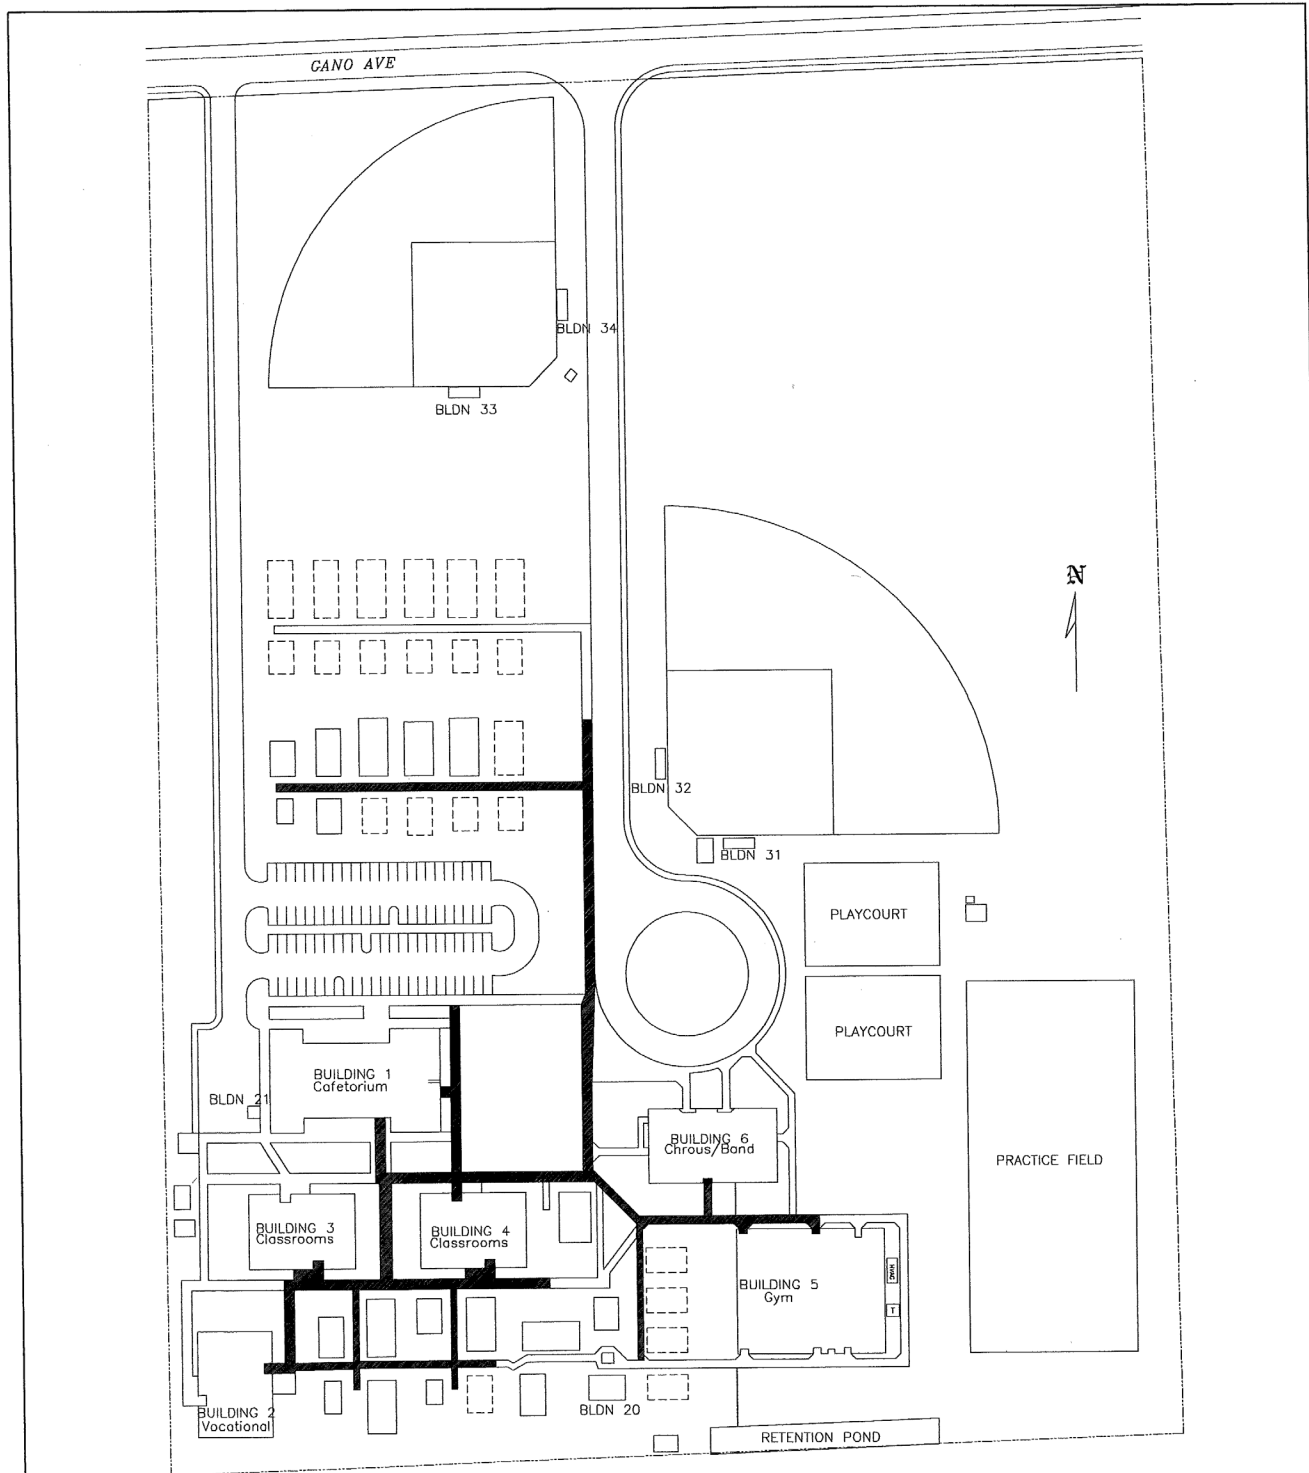 GANO AVE
BLDN 34
BLDN 33
N
BLDN 32
BLDN 31
PLAYCOURT
PLAYCOURT
BUILDING 1
Cafetorium
BLDN 21
BUILDING 6
Chrous/Band
PRACTICE FIELD
BUILDING 3
Classrooms
BUILDING 4
Classrooms
HVAC
BUILDING 5
Gym
T
BUILDING 2
Vocational
BLDN 20
RETENTION POND